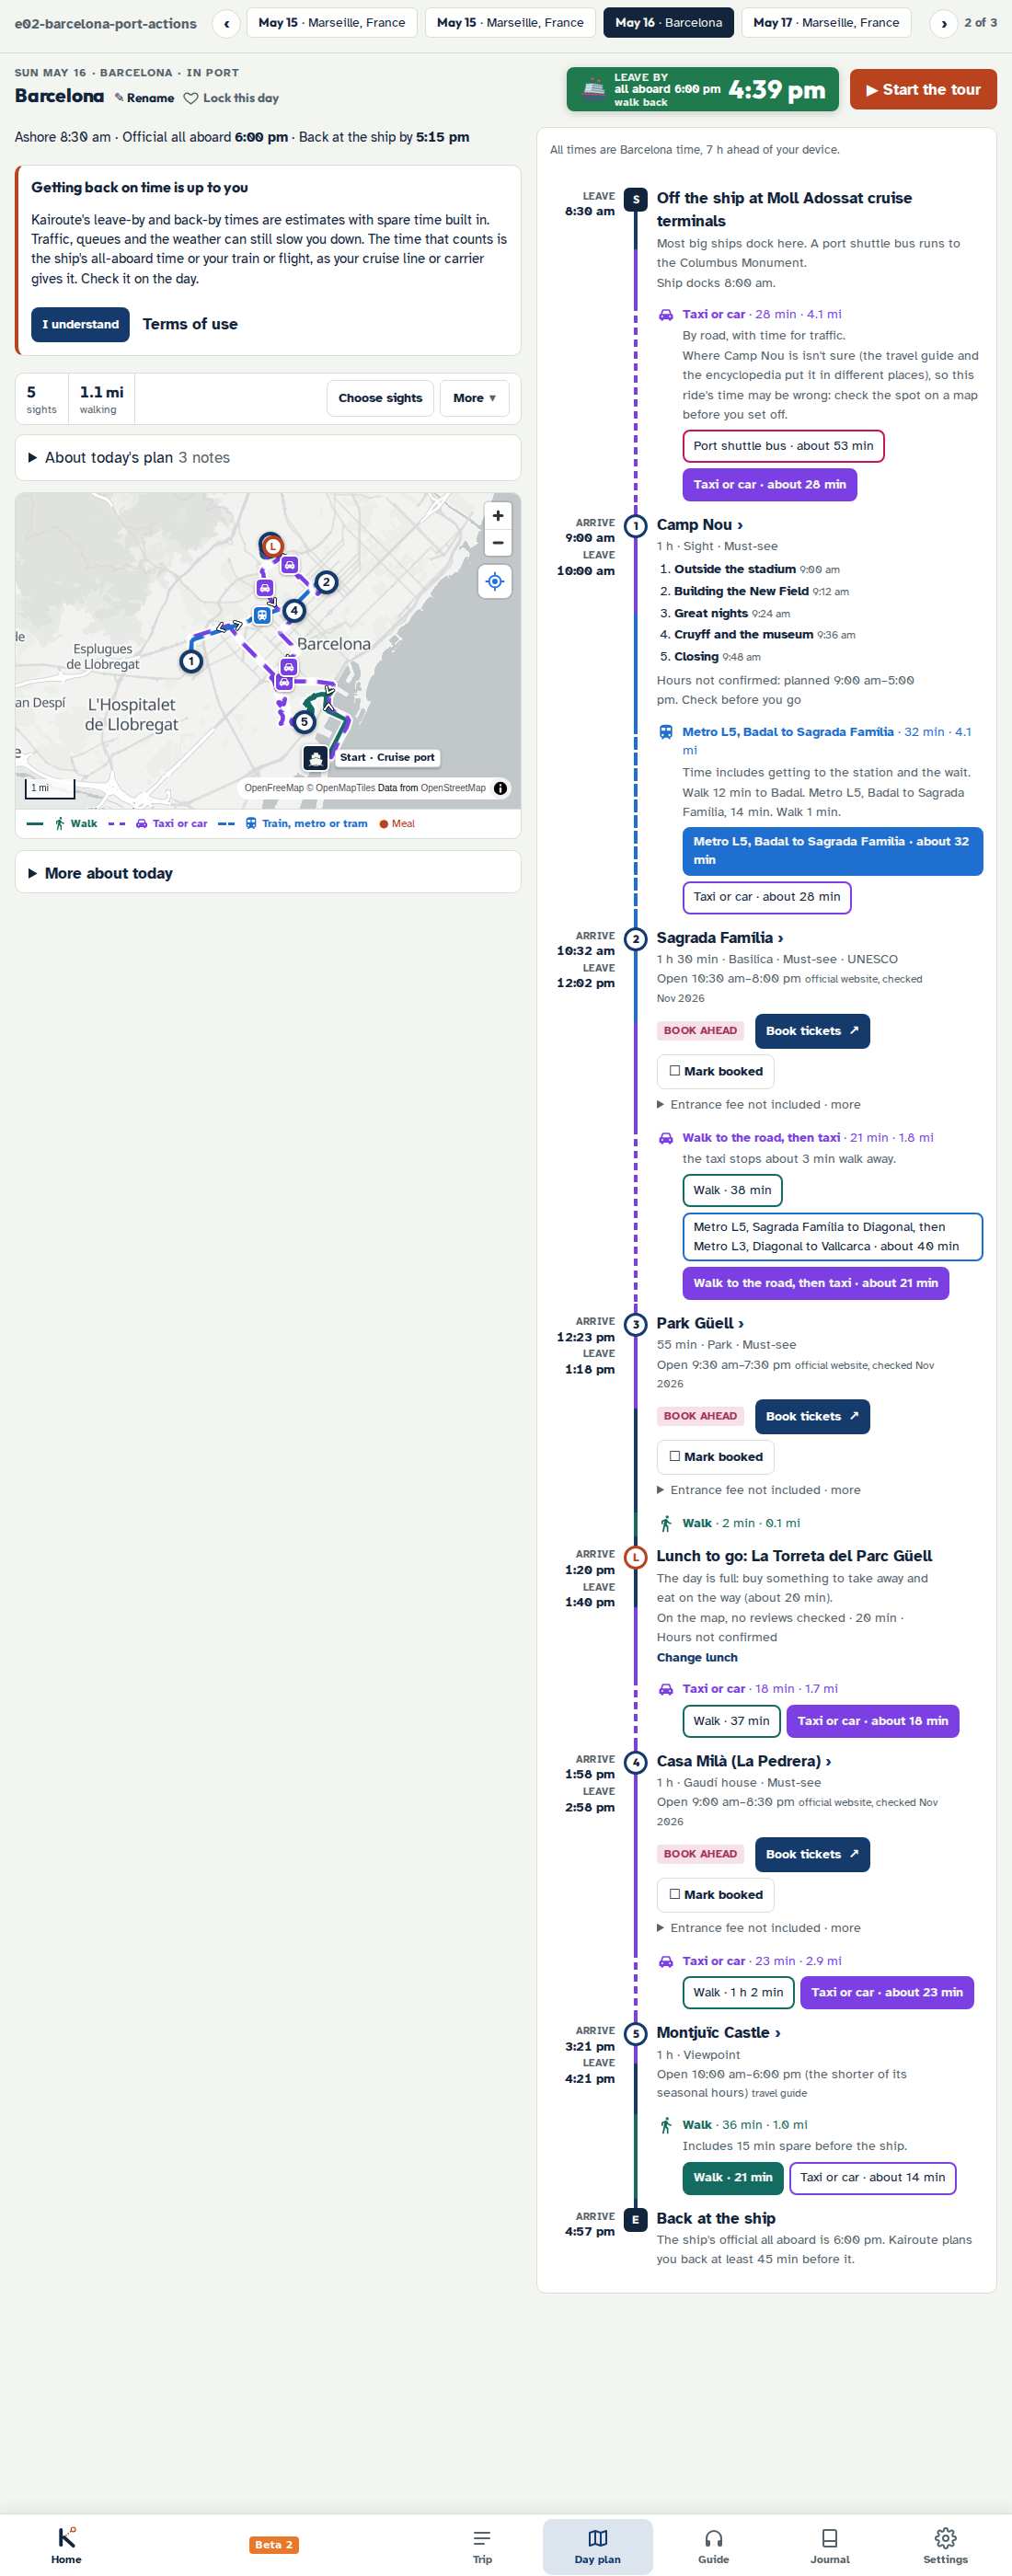 e02-barcelona-port-actions
‹
May 15 · Marseille, France
May 15 · Marseille, France
May 16 · Barcelona
May 17 · Marseille, France
›
2 of 3
SUN MAY 16 · BARCELONA · IN PORT
Barcelona
✎ Rename
Lock this day
LEAVE BY
all aboard 6:00 pm
walk back
4:39 pm
▶ Start the tour
Ashore 8:30 am · Official all aboard 6:00 pm · Back at the ship by 5:15 pm
Getting back on time is up to you
Kairoute's leave-by and back-by times are estimates with spare time built in.
Traffic, queues and the weather can still slow you down. The time that counts is
the ship's all-aboard time or your train or flight, as your cruise line or carrier
gives it. Check it on the day.
I understand
Terms of use
5
sights
1.1 mi
walking
Choose sights
More ▼
▶ About today's plan 3 notes
+
−
L
2
4
1
5
Barcelona
Esplugues
de Llobregat
L'Hospitalet
de Llobregat
an Despí
le
e
Start · Cruise port
1 mi
OpenFreeMap © OpenMapTiles Data from OpenStreetMap
Walk
Taxi or car
Train, metro or tram
Meal
▶ More about today
All times are Barcelona time, 7 h ahead of your device.
LEAVE
8:30 am
S
Off the ship at Moll Adossat cruise
terminals
Most big ships dock here. A port shuttle bus runs to
the Columbus Monument.
Ship docks 8:00 am.
Taxi or car · 28 min · 4.1 mi
By road, with time for traffic.
Where Camp Nou is isn't sure (the travel guide and
the encyclopedia put it in different places), so this
ride's time may be wrong: check the spot on a map
before you set off.
Port shuttle bus · about 53 min
Taxi or car · about 28 min
ARRIVE
9:00 am
LEAVE
10:00 am
1
Camp Nou ›
1 h · Sight · Must-see
1. Outside the stadium 9:00 am
2. Building the New Field 9:12 am
3. Great nights 9:24 am
4. Cruyff and the museum 9:36 am
5. Closing 9:48 am
Hours not confirmed: planned 9:00 am–5:00
pm. Check before you go
Metro L5, Badal to Sagrada Família · 32 min · 4.1
mi
Time includes getting to the station and the wait.
Walk 12 min to Badal. Metro L5, Badal to Sagrada
Família, 14 min. Walk 1 min.
Metro L5, Badal to Sagrada Família · about 32
min
Taxi or car · about 28 min
ARRIVE
10:32 am
LEAVE
12:02 pm
2
Sagrada Família ›
1 h 30 min · Basilica · Must-see · UNESCO
Open 10:30 am–8:00 pm official website, checked
Nov 2026
BOOK AHEAD
Book tickets ↗
☐ Mark booked
▶ Entrance fee not included · more
Walk to the road, then taxi · 21 min · 1.8 mi
the taxi stops about 3 min walk away.
Walk · 38 min
Metro L5, Sagrada Família to Diagonal, then
Metro L3, Diagonal to Vallcarca · about 40 min
Walk to the road, then taxi · about 21 min
ARRIVE
12:23 pm
LEAVE
1:18 pm
3
Park Güell ›
55 min · Park · Must-see
Open 9:30 am–7:30 pm official website, checked Nov
2026
BOOK AHEAD
Book tickets ↗
☐ Mark booked
▶ Entrance fee not included · more
Walk · 2 min · 0.1 mi
ARRIVE
1:20 pm
LEAVE
1:40 pm
L
Lunch to go: La Torreta del Parc Güell
The day is full: buy something to take away and
eat on the way (about 20 min).
On the map, no reviews checked · 20 min ·
Hours not confirmed
Change lunch
Taxi or car · 18 min · 1.7 mi
Walk · 37 min
Taxi or car · about 18 min
ARRIVE
1:58 pm
LEAVE
2:58 pm
4
Casa Milà (La Pedrera) ›
1 h · Gaudí house · Must-see
Open 9:00 am–8:30 pm official website, checked Nov
2026
BOOK AHEAD
Book tickets ↗
☐ Mark booked
▶ Entrance fee not included · more
Taxi or car · 23 min · 2.9 mi
Walk · 1 h 2 min
Taxi or car · about 23 min
ARRIVE
3:21 pm
LEAVE
4:21 pm
5
Montjuïc Castle ›
1 h · Viewpoint
Open 10:00 am–6:00 pm (the shorter of its
seasonal hours) travel guide
Walk · 36 min · 1.0 mi
Includes 15 min spare before the ship.
Walk · 21 min
Taxi or car · about 14 min
ARRIVE
4:57 pm
E
Back at the ship
The ship's official all aboard is 6:00 pm. Kairoute plans
you back at least 45 min before it.
Home
Beta 2
Trip
Day plan
Guide
Journal
Settings